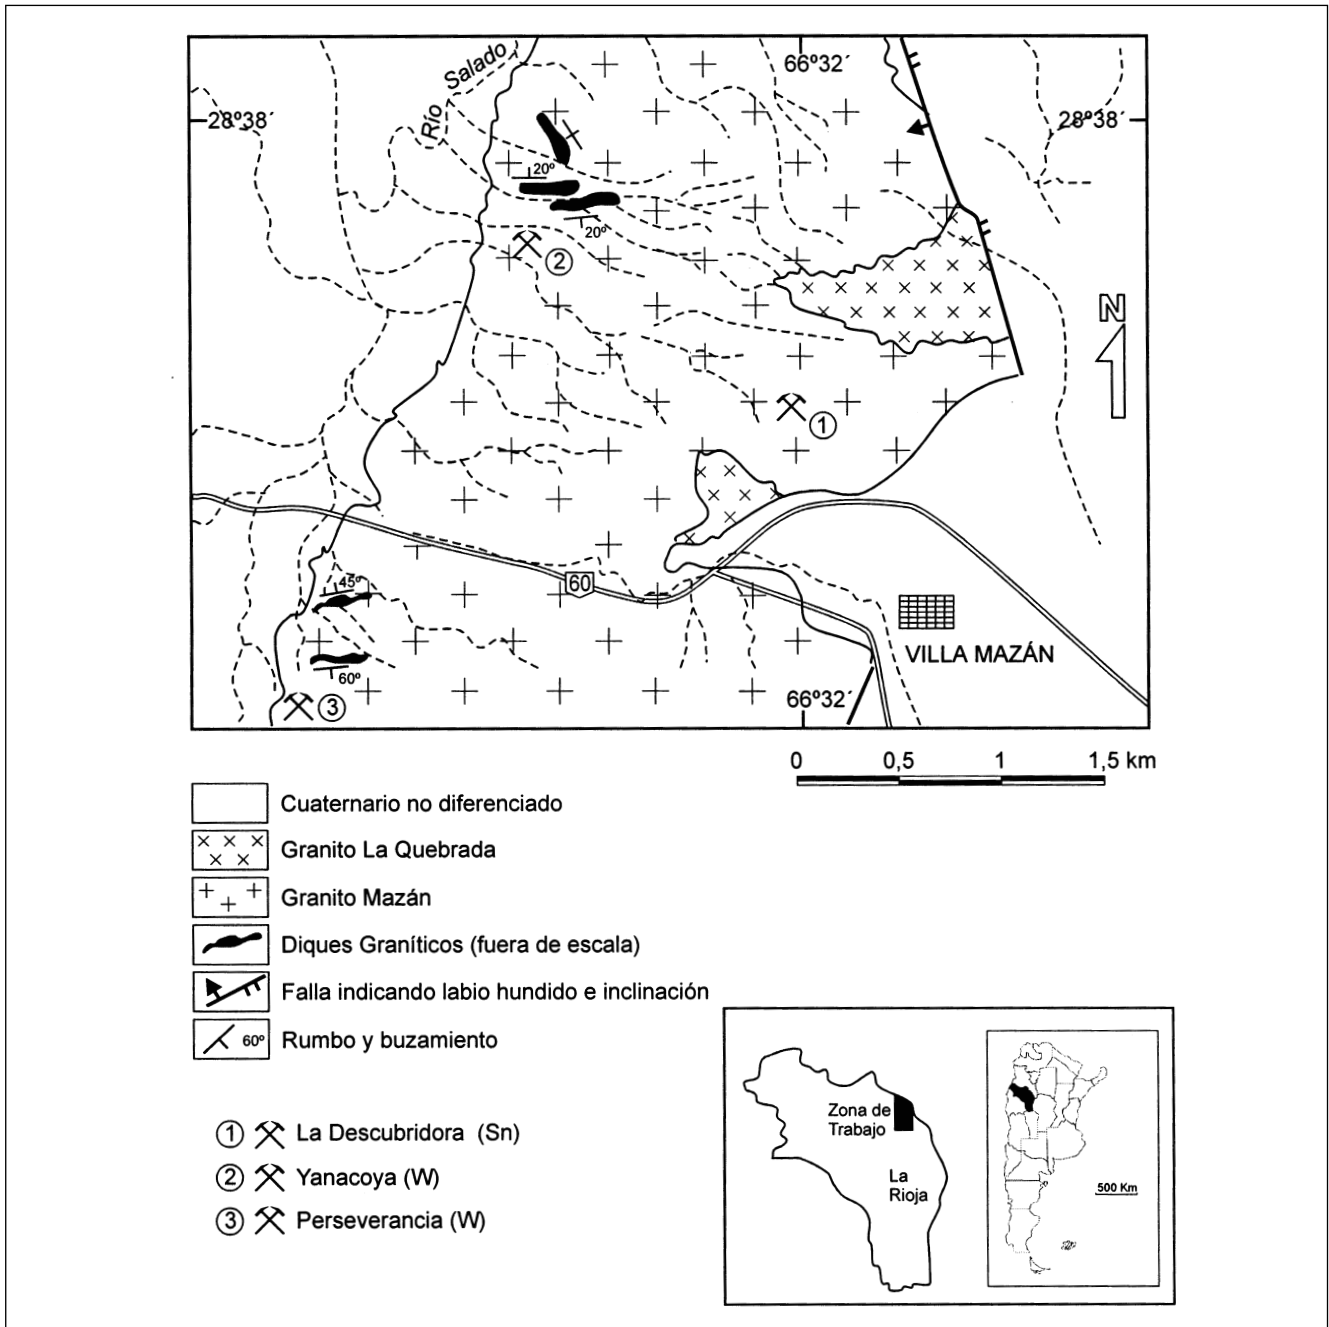 66º32´
Río Salado
28º38´
28º38´
20º
20º
2
N
1
60
45º
VILLA MAZÁN
60º
66º32´
3
0 0,5 1 1,5 km
Cuaternario no diferenciado
Granito La Quebrada
Granito Mazán
Diques Graníticos (fuera de escala)
Falla indicando labio hundido e inclinación
60º Rumbo y buzamiento
1 La Descubridora (Sn)
2 Yanacoya (W)
3 Perseverancia (W)
Zona de
Trabajo
La
Rioja
500 Km